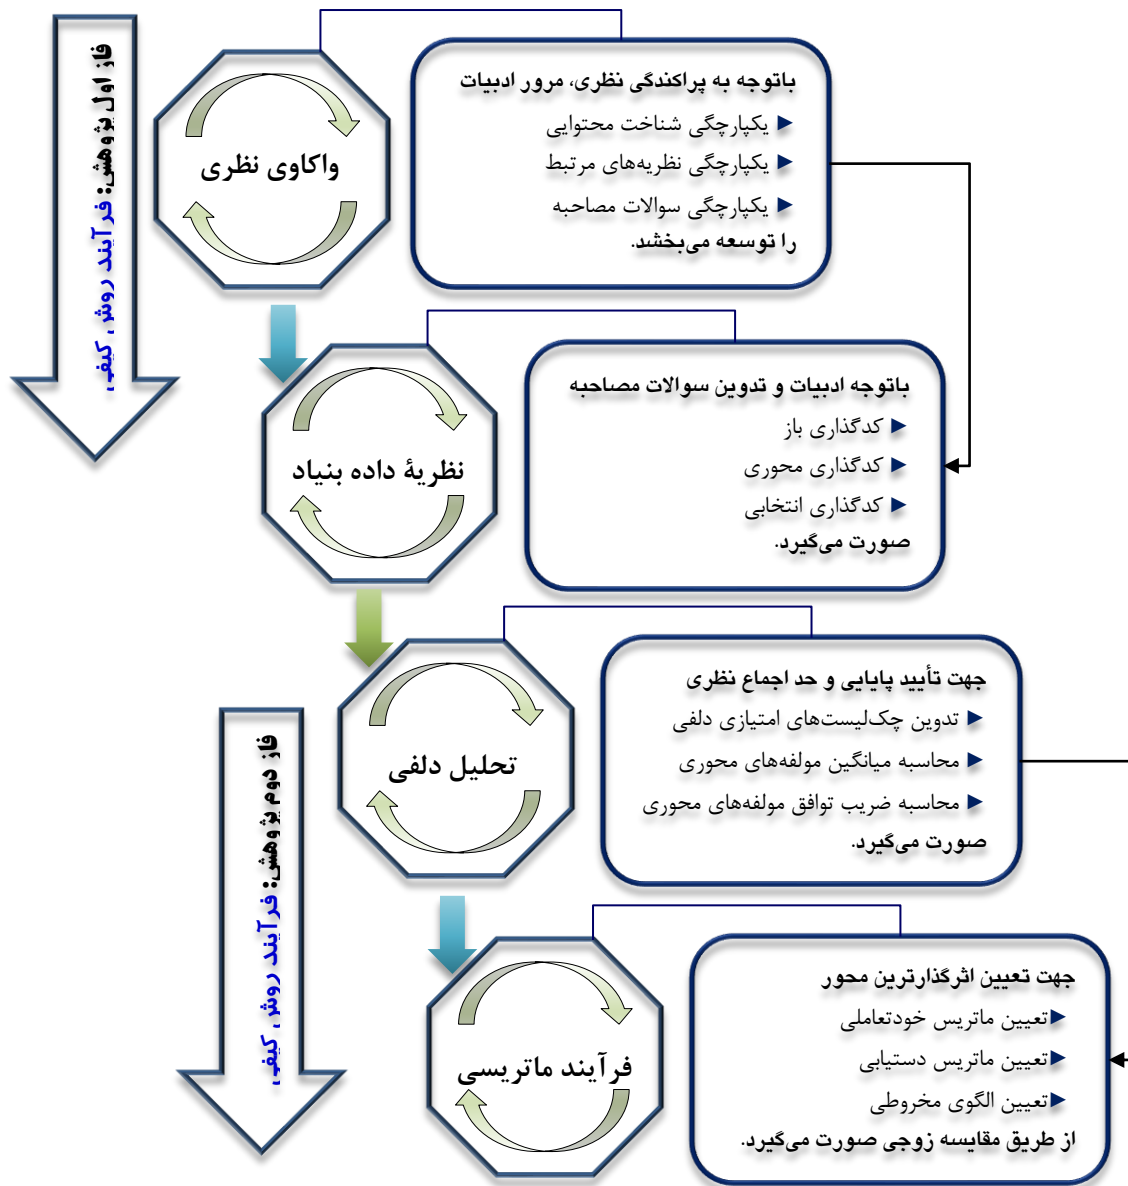 فاز اول پژوهش: فرآیند روش کیفی
واکاوی نظری
باتوجه به پراکندگی نظری، مرور ادبیات
یکپارچگی شناخت محتوایی
یکپارچگی نظریه‌های مرتبط
یکپارچگی سوالات مصاحبه
را توسعه می‌بخشد.
نظریهٔ داده بنیاد
باتوجه ادبیات و تدوین سوالات مصاحبه
کدگذاری باز
کدگذاری محوری
کدگذاری انتخابی
صورت می‌گیرد.
فاز دوم پژوهش: فرآیند روش کیفی
تحلیل دلفی
جهت تأیید پایایی و حد اجماع نظری
تدوین چک‌لیست‌های امتیازی دلفی
محاسبه میانگین مولفه‌های محوری
محاسبه ضریب توافق مولفه‌های محوری
صورت می‌گیرد.
فرآیند ماتریسی
جهت تعیین اثرگذارترین محور
تعیین ماتریس خودتعاملی
تعیین ماتریس دستیابی
تعیین الگوی مخروطی
از طریق مقایسه زوجی صورت می‌گیرد.